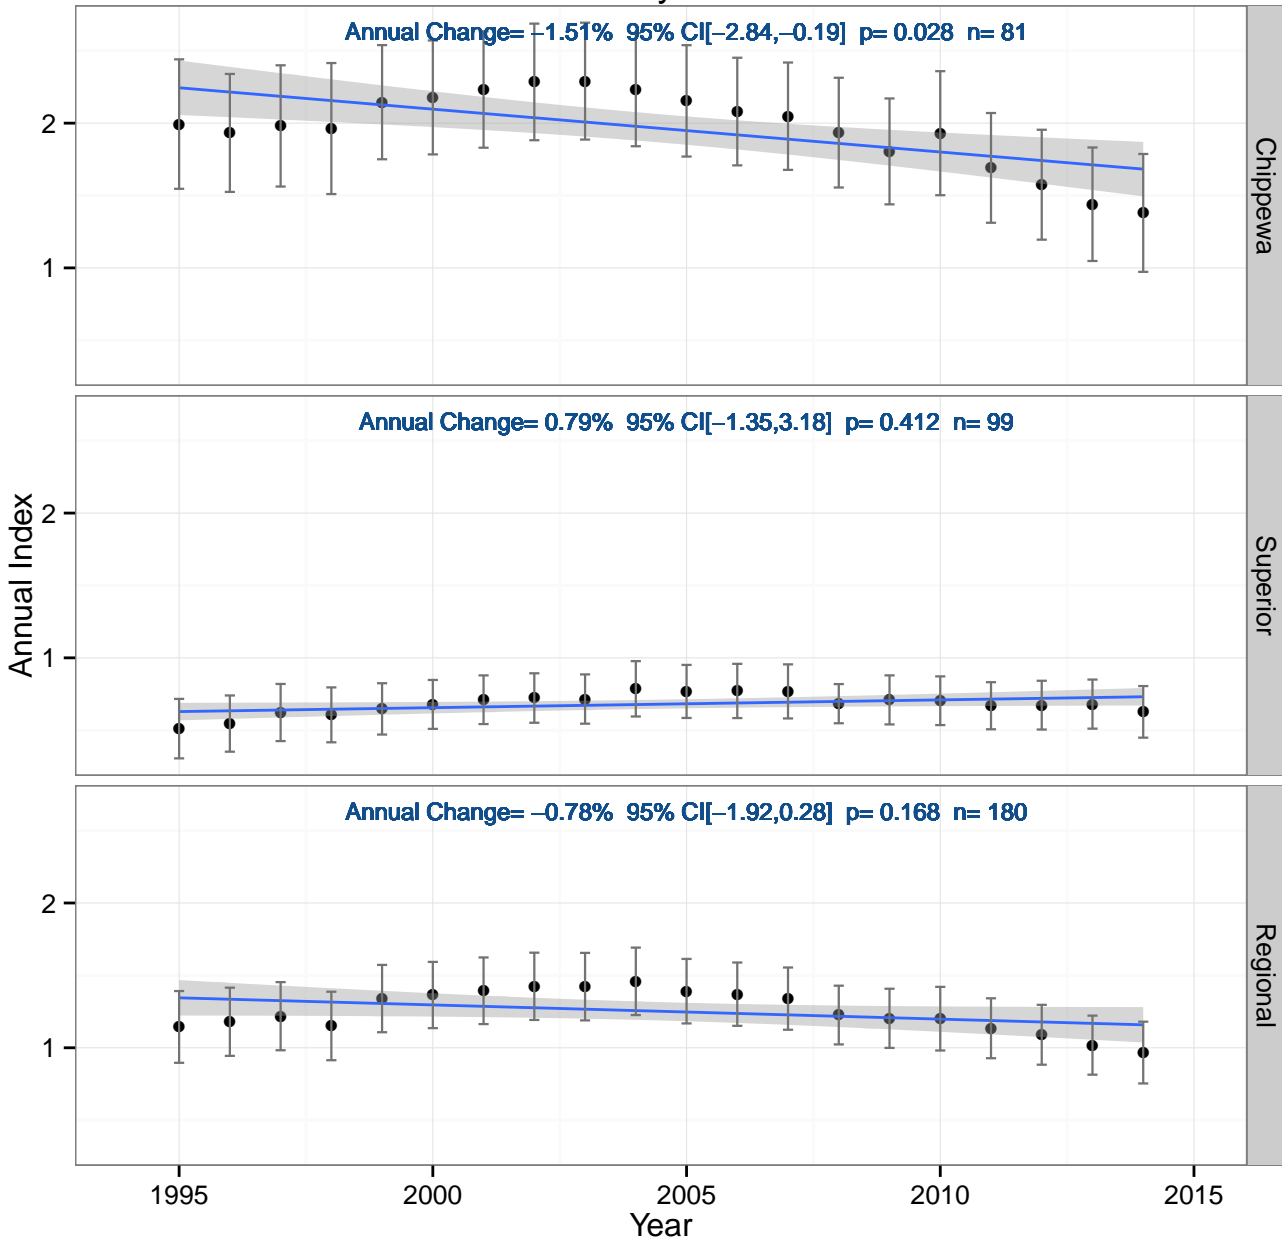 Annual Change= −1.51% 95% CI[−2.84,−0.19] p= 0.028 n= 81
2
1
Chippewa
Annual Change= 0.79% 95% CI[−1.35,3.18] p= 0.412 n= 99
2
1
Superior
Annual Index
Annual Change= −0.78% 95% CI[−1.92,0.28] p= 0.168 n= 180
2
1
Regional
1995 2000 2005 2010 2015
Year